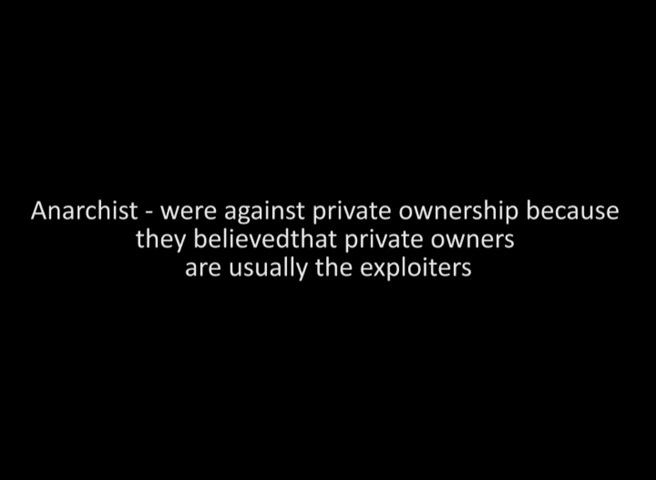 Anarchist - were against private ownership because
they believedthat private owners
are usually the exploiters